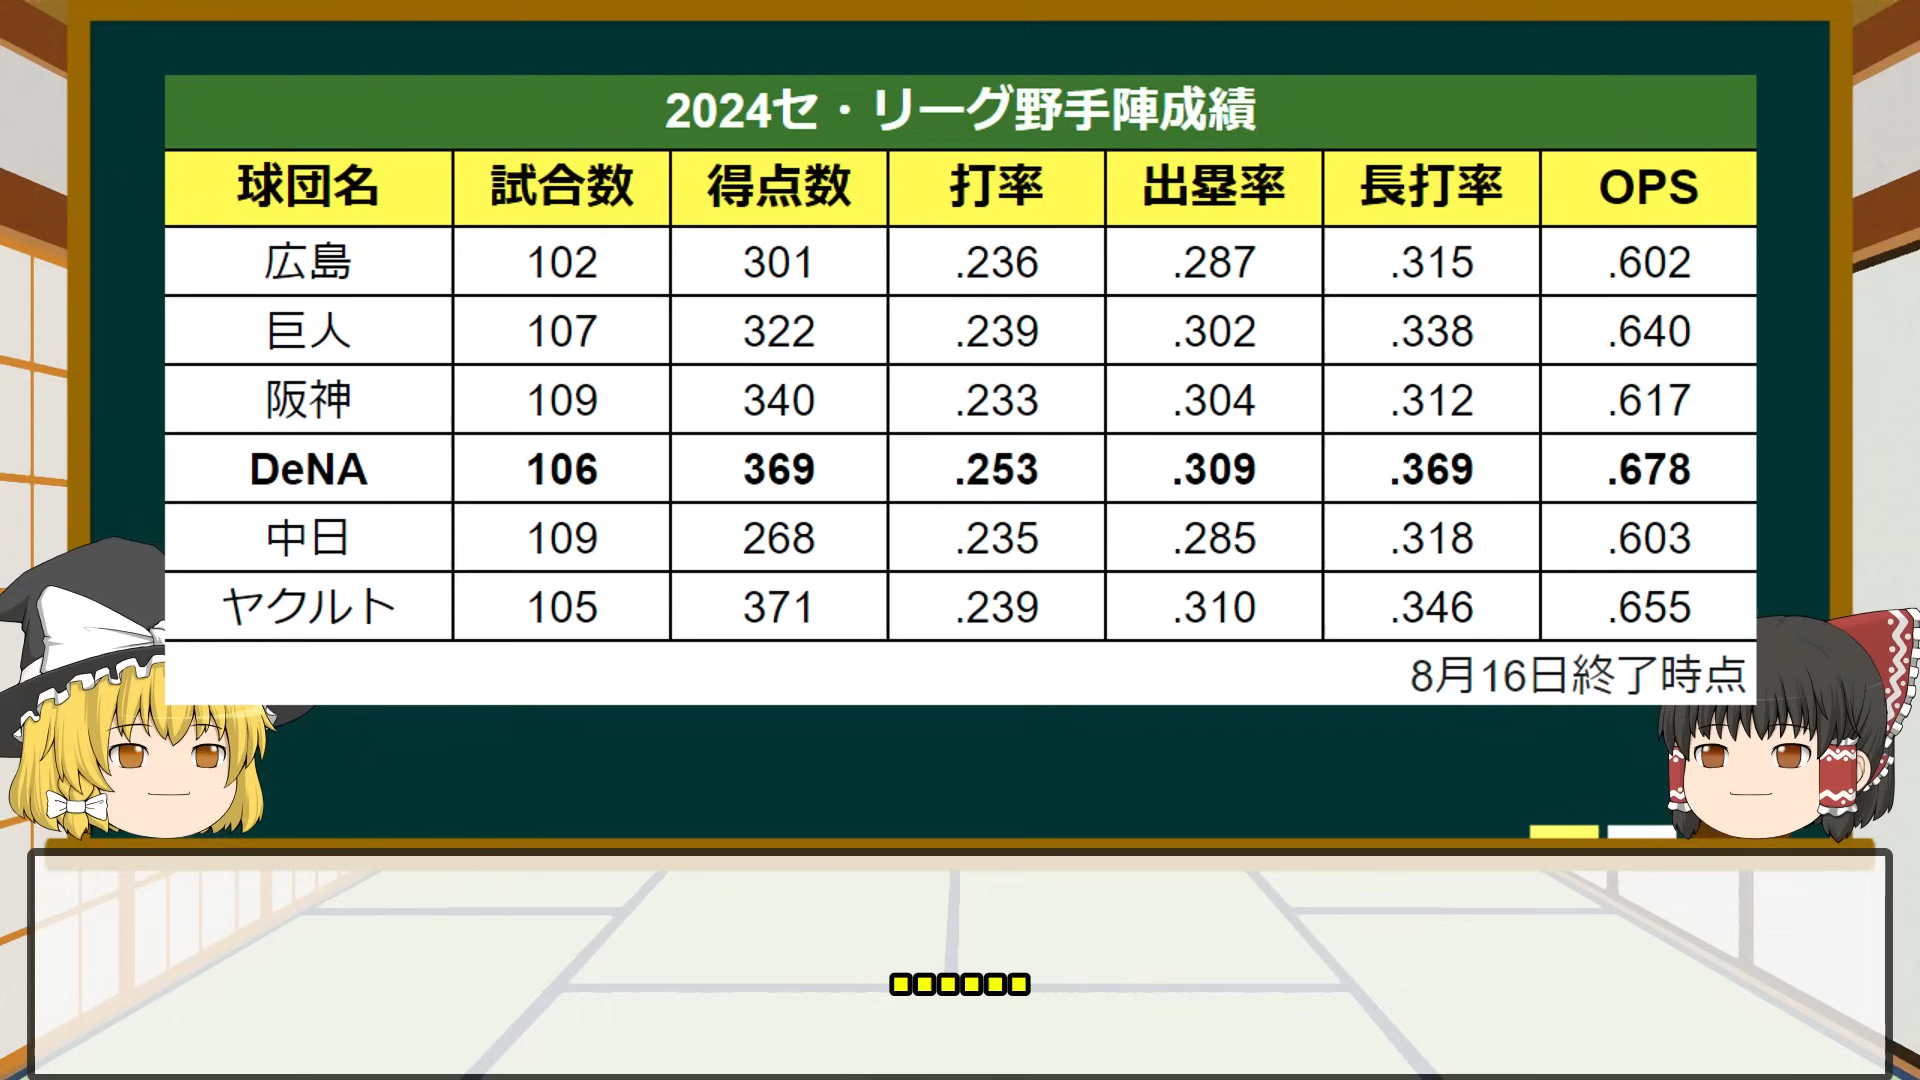 2024セ・リーグ野手陣成績
球団名 試合数 得点数 打率 出塁率 長打率 OPS
広島 102 301 .236 .287 .315 .602
巨人 107 322 .239 .302 .338 .640
阪神 109 340 .233 .304 .312 .617
DeNA 106 369 .253 .309 .369 .678
中日 109 268 .235 .285 .318 .603
ヤクルト 105 371 .239 .310 .346 .655
8月16日終了時点
……